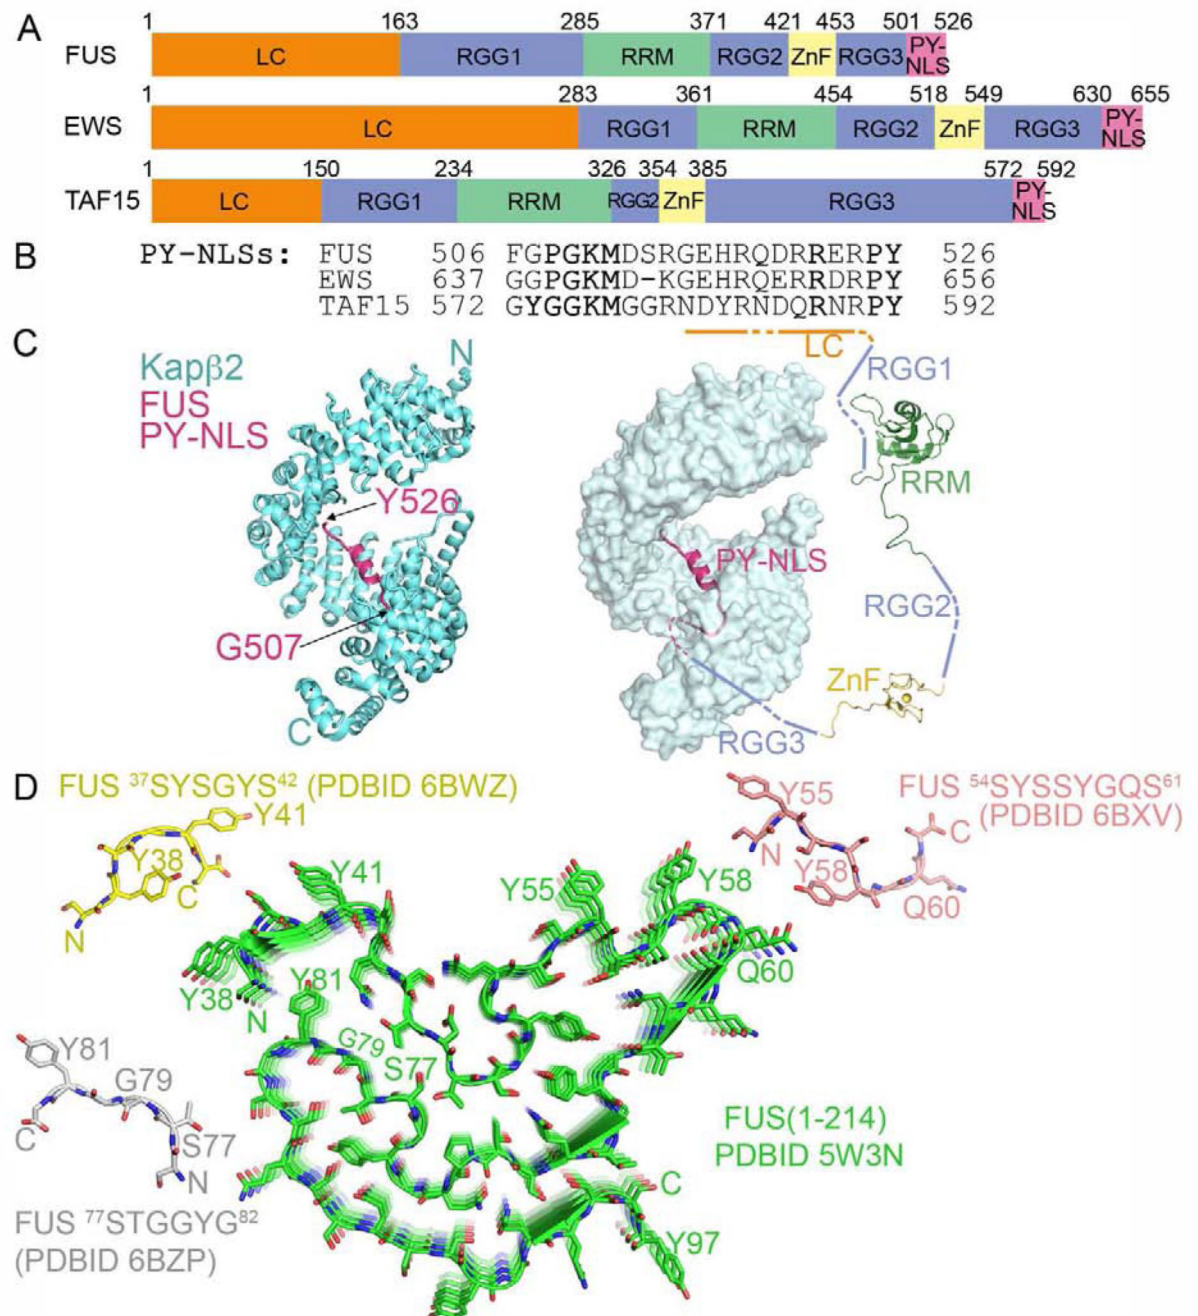 A
1 163 285 371 421 453 501 526
FUS LC RGG1 RRM RGG2 ZnF RGG3 PY-
NLS
1 283 361 454 518 549 630 655
EWS LC RGG1 RRM RGG2 ZnF RGG3 PY-
NLS
1 150 234 326 354 385 572 592
TAF15 LC RGG1 RRM RGG2 ZnF RGG3 PY-
NLS
B PY-NLSs: FUS 506 FGPGKMDSRGEHRQDRRERPY 526
EWS 637 GGPGKMD-KGEHRQERRDRPY 656
TAF15 572 GYGGKMGGRNDYRNDQRNRPY 592
C
Kapβ2
FUS
PY-NLS
N
Y526
G507
C
LC
RGG1
RRM
PY-NLS
RGG2
ZnF
RGG3
D FUS ³⁷SYSGYS⁴² (PDBID 6BWZ)
Y41
Y38
C
N
Y55
FUS ⁵⁴SYSSYGQS⁶¹
(PDBID 6BXV)
C
N
Y58
Q60
Y41
Y55
Y58
Q60
Y38
N
Y81
G79
S77
Y81
G79
S77
C
N
FUS ⁷⁷STGGYG⁸²
(PDBID 6BZP)
FUS(1-214)
PDBID 5W3N
C
Y97